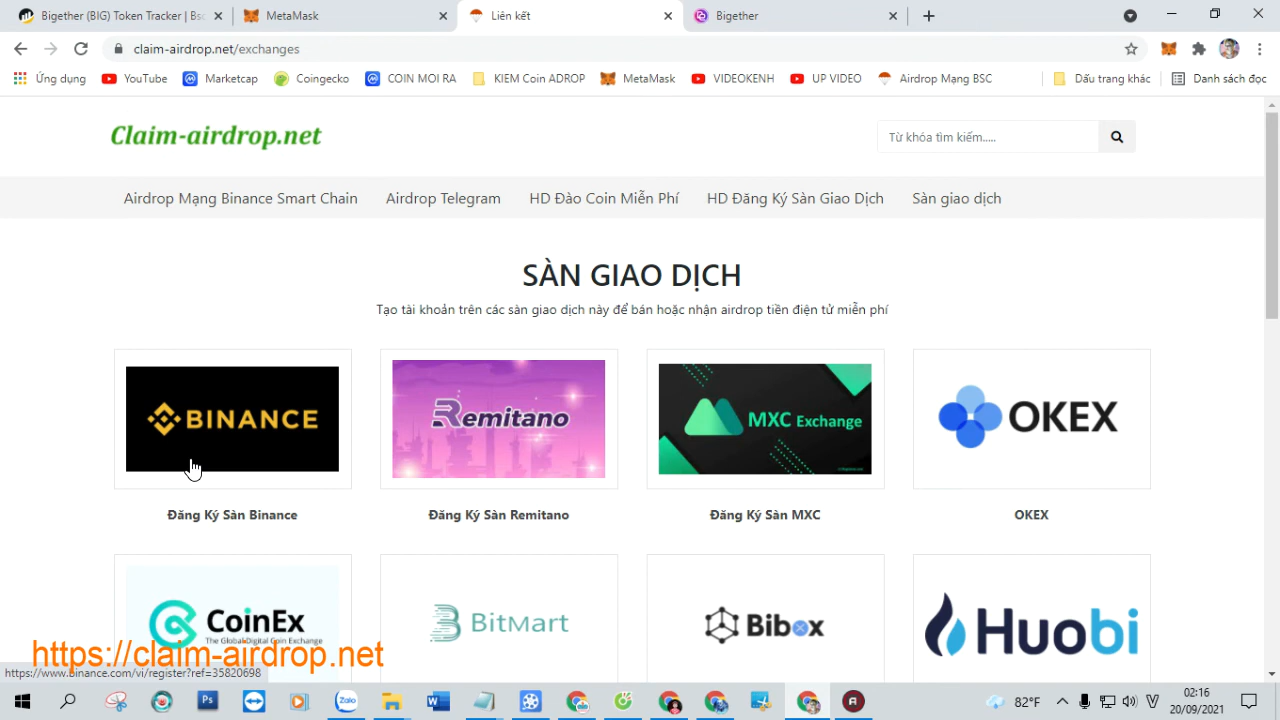 Bigether (BIG) Token Tracker | Bsc
MetaMask
Liên kết
Bigether
claim-airdrop.net/exchanges
Ứng dụng
YouTube
Marketcap
Coingecko
COIN MOI RA
KIEM Coin ADROP
MetaMask
VIDEOKENH
UP VIDEO
Airdrop Mạng BSC
Dấu trang khác
Danh sách đọc
Claim-airdrop.net
Từ khóa tìm kiếm.....
Airdrop Mạng Binance Smart Chain
Airdrop Telegram
HD Đào Coin Miễn Phí
HD Đăng Ký Sàn Giao Dịch
Sàn giao dịch
SÀN GIAO DỊCH
Tạo tài khoản trên các sàn giao dịch này để bán hoặc nhận airdrop tiền điện tử miễn phí
BINANCE
Remitano
MXC Exchange
OKEX
Đăng Ký Sàn Binance
Đăng Ký Sàn Remitano
Đăng Ký Sàn MXC
OKEX
CoinEx
The Global Digital Coin Exchange
BitMart
Bibox
Huobi
https://claim-airdrop.net
https://www.binance.com/vi/register?ref=35820698
Ps
W
Zalo
A
82°F
V
02:16
20/09/2021